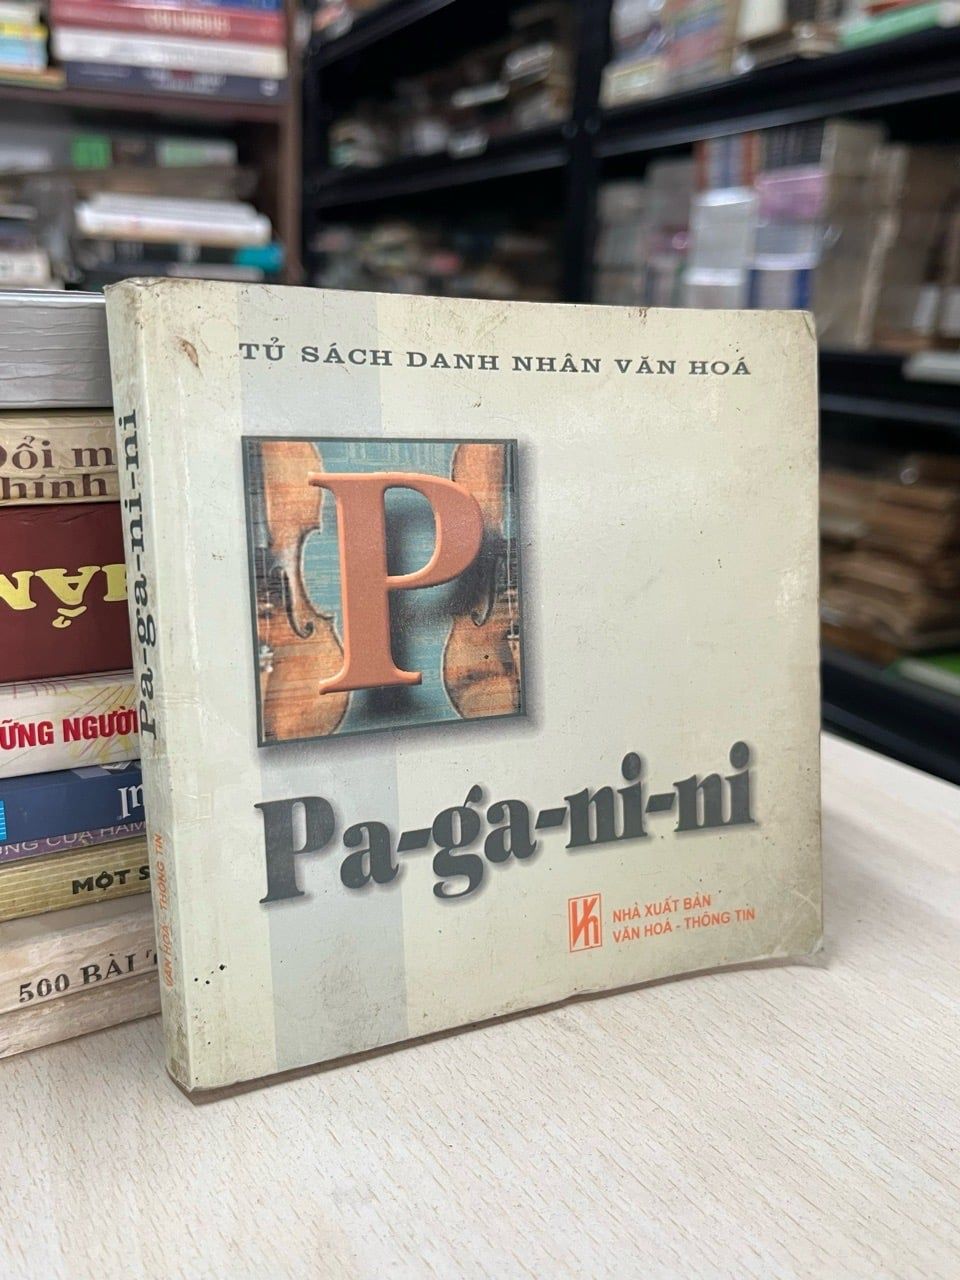 TỦ SÁCH DANH NHÂN VĂN HOÁ
P
Pa-ga-ni-ni
NHÀ XUẤT BẢN
VĂN HOÁ - THÔNG TIN
Pa-ga-ni-ni
VĂN HOÁ - THÔNG TIN
Đổi m
hính
ỮNG NGƯỜI
MỘT S
500 BÀI